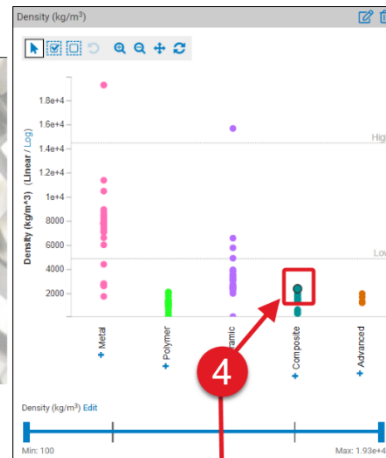 Density (kg/m³)
1.8e+4
1.6e+4
High
1.4e+4
1.2e+4
1e+4
8000
6000
Low
4000
2000
Density (kg/m^3) (Linear / Log)
+ Metal
+ Polymer
+ Composite
+ Advanced
4
Density (kg/m³) Edit
Min: 100
Max: 1.93e+4